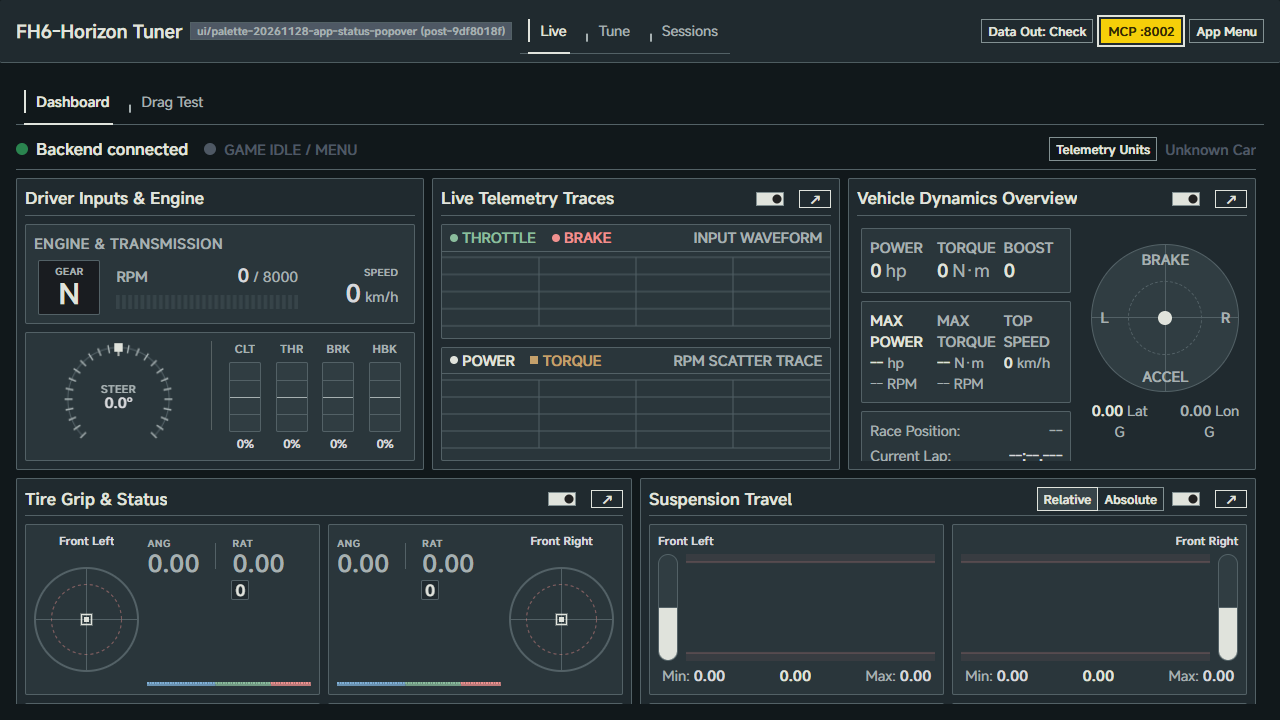 FH6-Horizon Tuner ui/palette-20261128-app-status-popover (post-9df8018f) Live Tune Sessions Data Out: Check MCP :8002 App Menu
Dashboard Drag Test
Backend connected GAME IDLE / MENU Telemetry Units Unknown Car
Driver Inputs & Engine
ENGINE & TRANSMISSION
GEAR
N
RPM 0 / 8000
SPEED
0 km/h
STEER
0.0°
CLT THR BRK HBK
0% 0% 0% 0%
Live Telemetry Traces ↗
THROTTLE BRAKE INPUT WAVEFORM
POWER TORQUE RPM SCATTER TRACE
Vehicle Dynamics Overview ↗
POWER TORQUE BOOST
0 hp 0 N·m 0
MAX POWER MAX TORQUE TOP SPEED
-- hp -- N·m 0 km/h
-- RPM -- RPM
Race Position: --
Current Lap: --:--.---
BRAKE
L R
ACCEL
0.00 Lat G 0.00 Lon G
Tire Grip & Status ↗
Front Left
ANG RAT
0.00 0.00
0
ANG RAT
0.00 0.00
0
Front Right
Suspension Travel Relative Absolute ↗
Front Left
Min: 0.00 0.00 Max: 0.00
Front Right
Min: 0.00 0.00 Max: 0.00